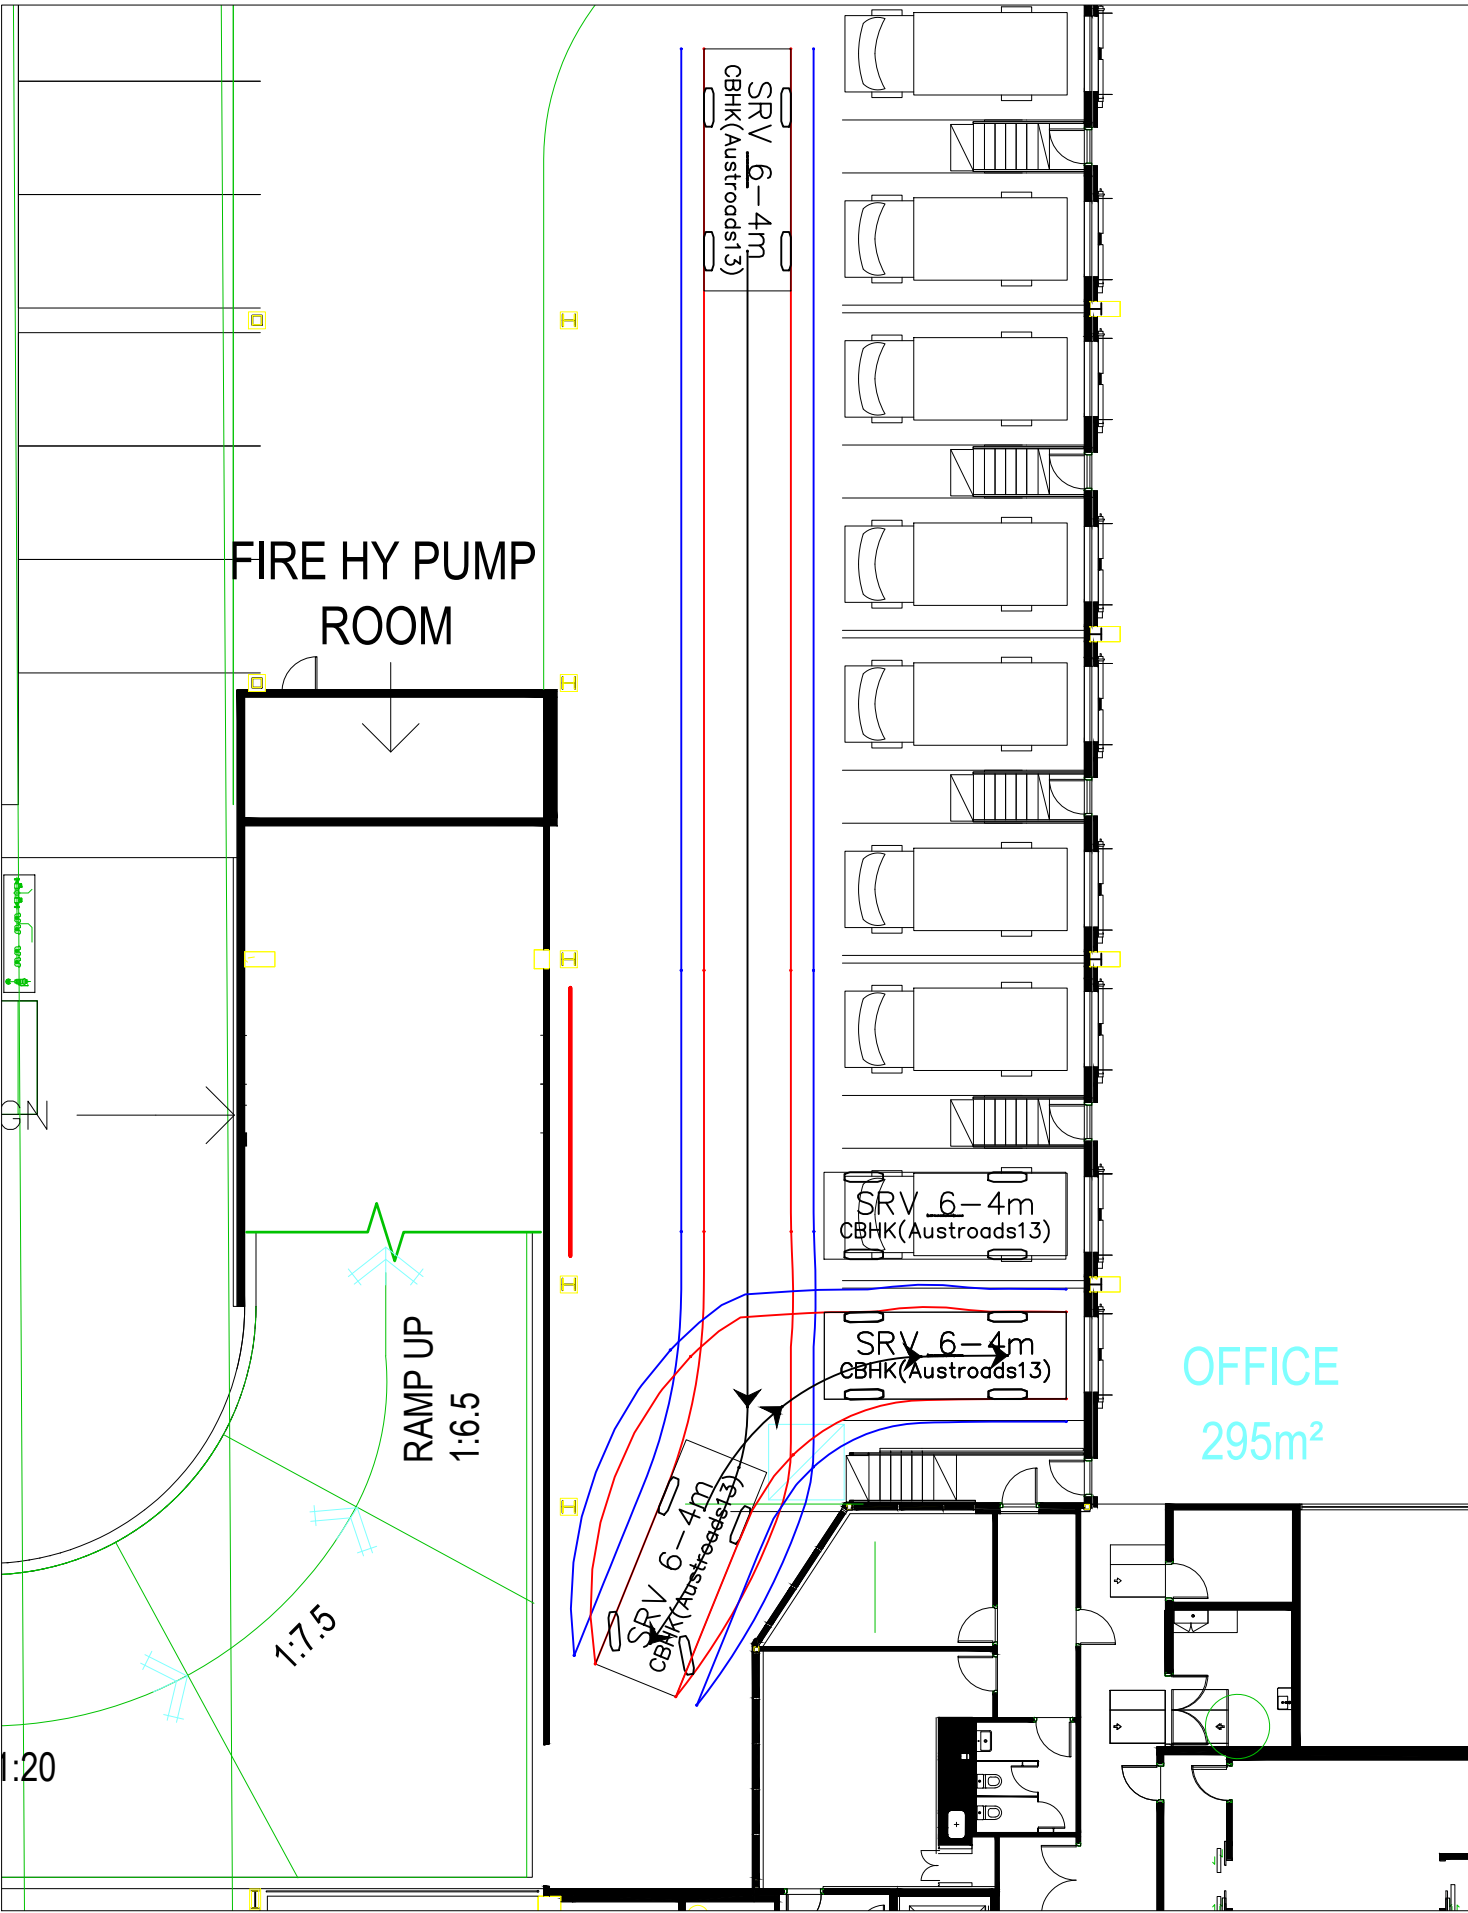 SRV 6-4m
CBHK(Austroads13)
FIRE HY PUMP
ROOM
GN
SRV 6-4m
CBHK(Austroads13)
SRV 6-4m
CBHK(Austroads13)
RAMP UP
1:6.5
OFFICE
295m²
SRV 6-4m
CBHK(Austroads13)
1:7.5
1:20